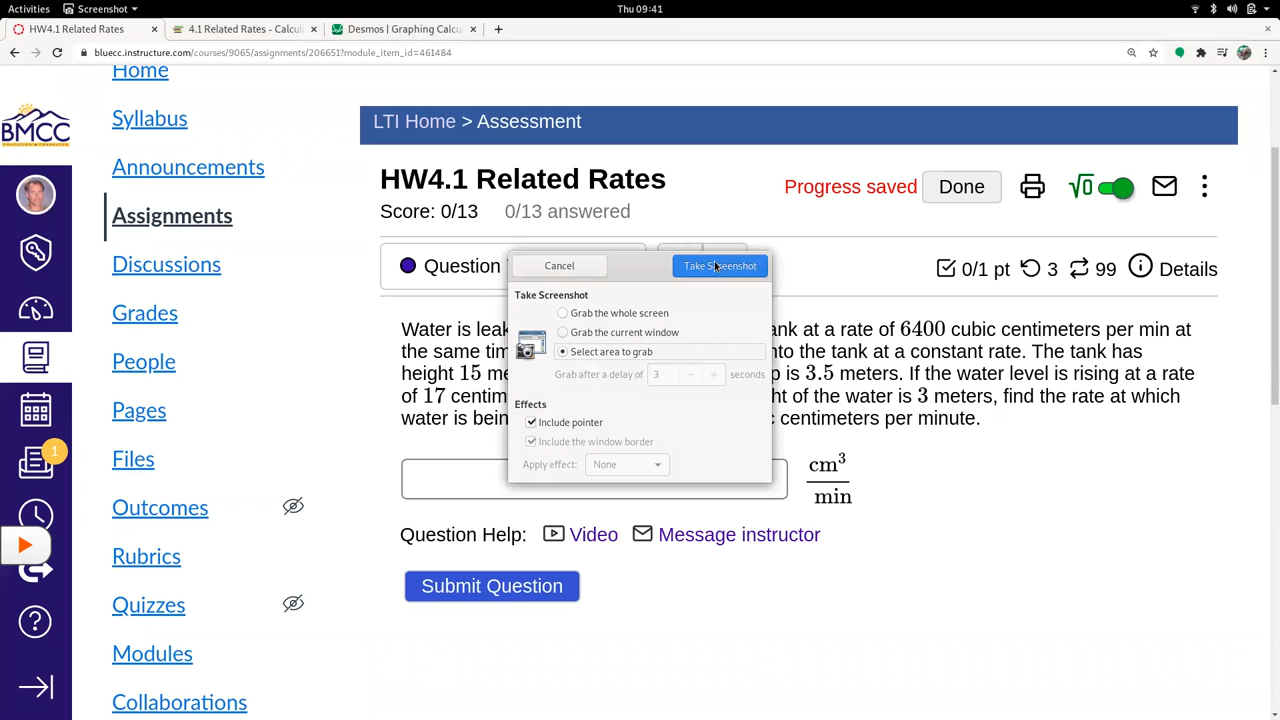 Activities
Screenshot
Thu 09:41
HW4.1 Related Rates
4.1 Related Rates - Calcul
Desmos | Graphing Calcu
bluecc.instructure.com/courses/9065/assignments/206651?module_item_id=461484
BMCC
1
Home
Syllabus
Announcements
Assignments
Discussions
Grades
People
Pages
Files
Outcomes
Rubrics
Quizzes
Modules
Collaborations
LTI Home > Assessment
HW4.1 Related Rates
Progress saved
Done
√0
Score: 0/13
0/13 answered
Question
0/1 pt
3
99
Details
Water is leak
ank at a rate of 6400 cubic centimeters per min at
the same tim
nto the tank at a constant rate. The tank has
height 15 me
p is 3.5 meters. If the water level is rising at a rate
of 17 centim
ht of the water is 3 meters, find the rate at which
water is bein
c centimeters per minute.
cm³
min
Question Help:
Video
Message instructor
Submit Question
Cancel
Take Screenshot
Take Screenshot
Grab the whole screen
Grab the current window
Select area to grab
Grab after a delay of
3
seconds
Effects
Include pointer
Include the window border
Apply effect:
None